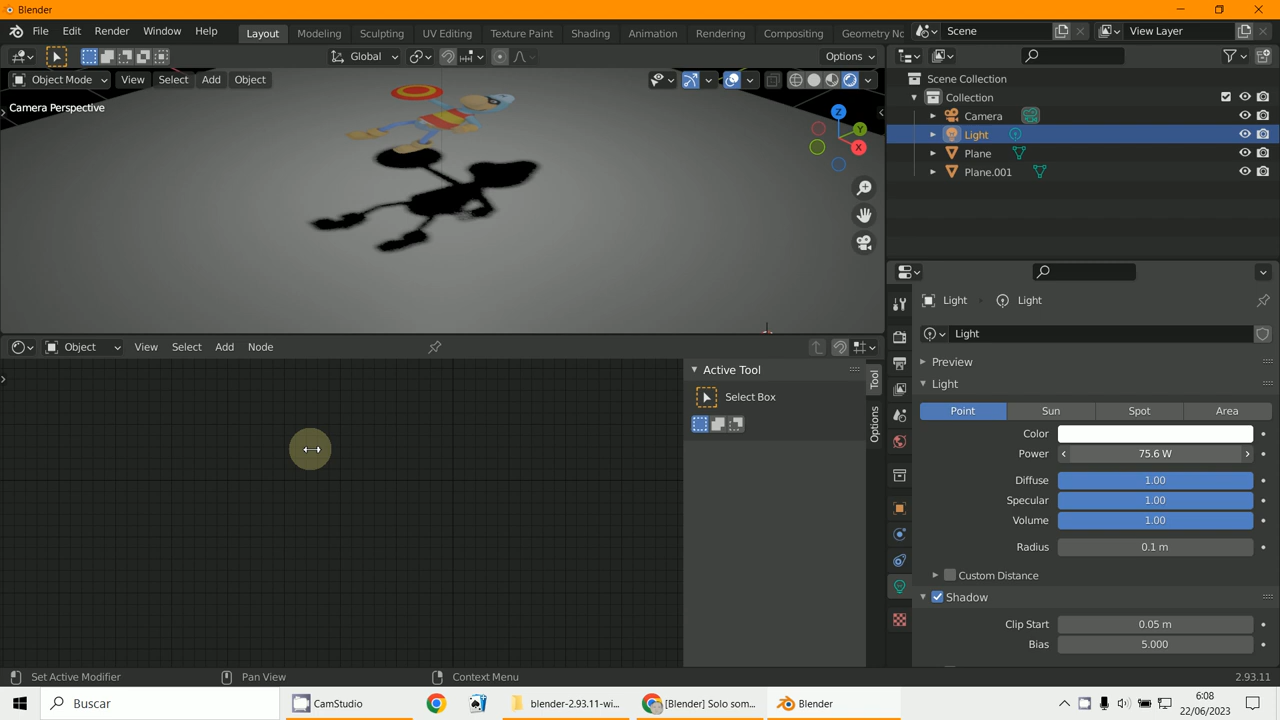 Blender
File Edit Render Window Help Layout Modeling Sculpting UV Editing Texture Paint Shading Animation Rendering Compositing Geometry No Scene View Layer
Global Options
Object Mode View Select Add Object
Camera Perspective
Z
Y
X
Scene Collection
Collection
Camera
Light
Plane
Plane.001
Object View Select Add Node
Active Tool
Select Box
Tool
Options
Light Light
Light
Preview
Light
Point Sun Spot Area
Color
Power 75.6 W
Diffuse 1.00
Specular 1.00
Volume 1.00
Radius 0.1 m
Custom Distance
Shadow
Clip Start 0.05 m
Bias 5.000
Set Active Modifier Pan View Context Menu 2.93.11
Buscar CamStudio blender-2.93.11-wi... [Blender] Solo som... Blender
6:08
22/06/2023